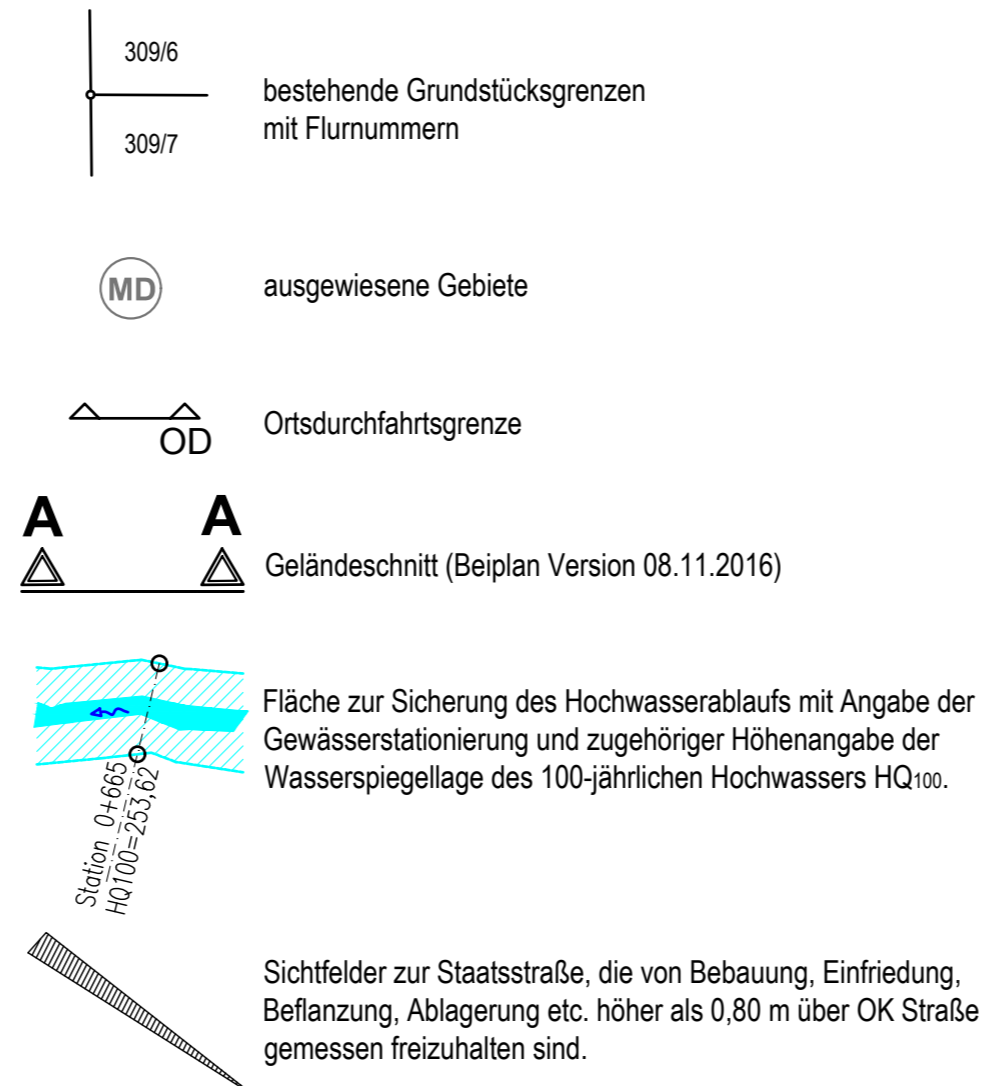 309/6
309/7
bestehende Grundstücksgrenzen
mit Flurnummern
MD
ausgewiesene Gebiete
OD
Ortsdurchfahrtsgrenze
A A
Geländeschnitt (Beiplan Version 08.11.2016)
Station 0+665
HQ100=253,62
Fläche zur Sicherung des Hochwasserablaufs mit Angabe der
Gewässerstationierung und zugehöriger Höhenangabe der
Wasserspiegellage des 100-jährlichen Hochwassers HQ100.
Sichtfelder zur Staatsstraße, die von Bebauung, Einfriedung,
Beflanzung, Ablagerung etc. höher als 0,80 m über OK Straße
gemessen freizuhalten sind.